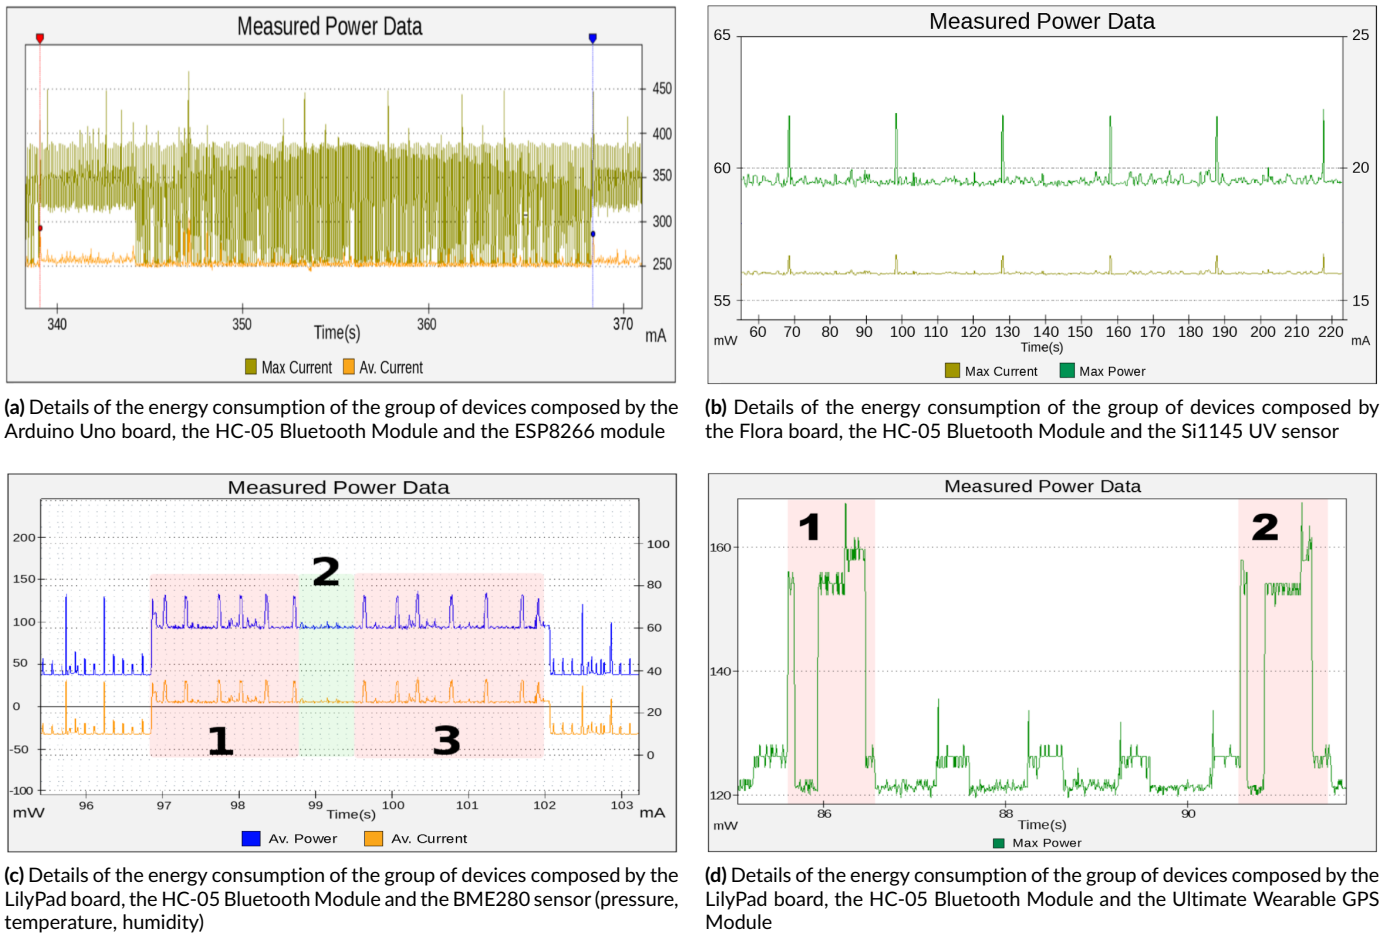 Measured Power Data
450
400
350
300
250
340
350
360
370
Time(s)
mA
Max Current
Av. Current
(a) Details of the energy consumption of the group of devices composed by the
Arduino Uno board, the HC-05 Bluetooth Module and the ESP8266 module
Measured Power Data
65
25
60
20
55
15
mW
60 70 80 90 100 110 120 130 140 150 160 170 180 190 200 210 220
mA
Time(s)
Max Current
Max Power
(b) Details of the energy consumption of the group of devices composed by
the Flora board, the HC-05 Bluetooth Module and the Si1145 UV sensor
Measured Power Data
200
150
100
50
0
-50
-100
100
80
60
40
20
0
1
2
3
96 97 98 99 100 101 102 103
mW
Time(s)
mA
Av. Power
Av. Current
(c) Details of the energy consumption of the group of devices composed by the
LilyPad board, the HC-05 Bluetooth Module and the BME280 sensor (pressure,
temperature, humidity)
Measured Power Data
1
2
160
140
120
86
88
90
mW
Time(s)
Max Power
(d) Details of the energy consumption of the group of devices composed by the
LilyPad board, the HC-05 Bluetooth Module and the Ultimate Wearable GPS
Module